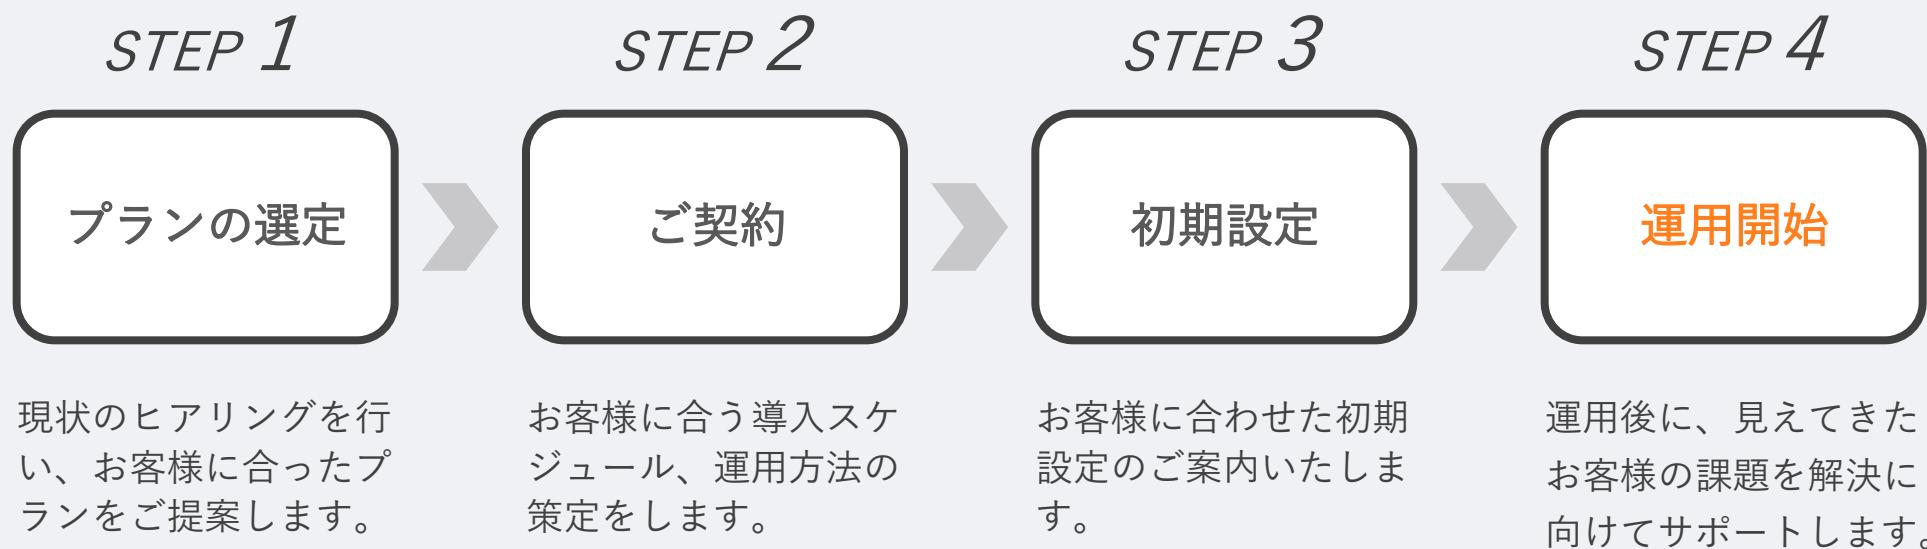 STEP 1
プランの選定
現状のヒアリングを行
い、お客様に合ったプ
ランをご提案します。
STEP 2
ご契約
お客様に合う導入スケ
ジュール、運用方法の
策定をします。
STEP 3
初期設定
お客様に合わせた初期
設定のご案内いたしま
す。
STEP 4
運用開始
運用後に、見えてきた
お客様の課題を解決に
向けてサポートします。